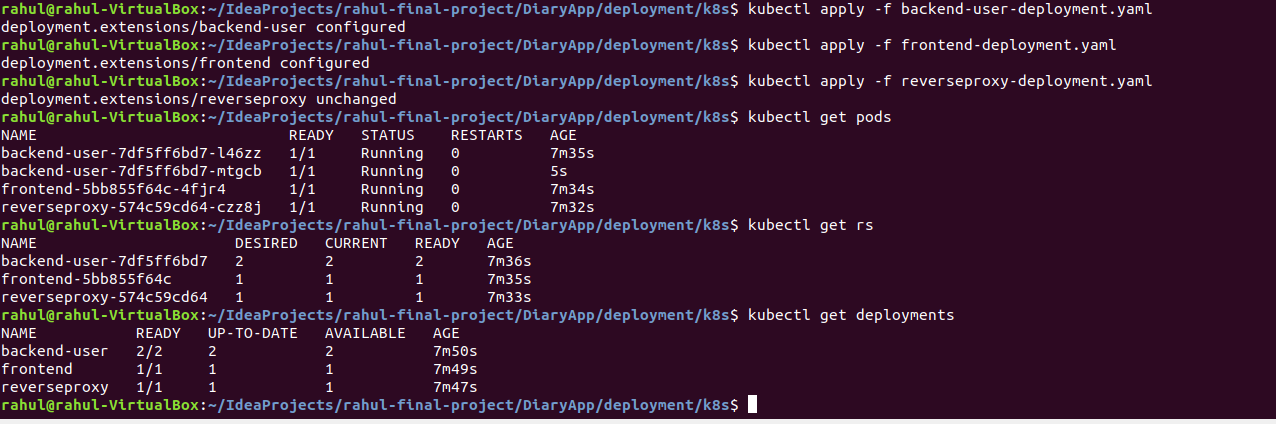 rahul@rahul-VirtualBox:~/IdeaProjects/rahul-final-project/DiaryApp/deployment/k8s$ kubectl apply -f backend-user-deployment.yaml
deployment.extensions/backend-user configured
rahul@rahul-VirtualBox:~/IdeaProjects/rahul-final-project/DiaryApp/deployment/k8s$ kubectl apply -f frontend-deployment.yaml
deployment.extensions/frontend configured
rahul@rahul-VirtualBox:~/IdeaProjects/rahul-final-project/DiaryApp/deployment/k8s$ kubectl apply -f reverseproxy-deployment.yaml
deployment.extensions/reverseproxy unchanged
rahul@rahul-VirtualBox:~/IdeaProjects/rahul-final-project/DiaryApp/deployment/k8s$ kubectl get pods
NAME                            READY   STATUS    RESTARTS   AGE
backend-user-7df5ff6bd7-l46zz   1/1     Running   0          7m35s
backend-user-7df5ff6bd7-mtgcb   1/1     Running   0          5s
frontend-5bb855f64c-4fjr4       1/1     Running   0          7m34s
reverseproxy-574c59cd64-czz8j   1/1     Running   0          7m32s
rahul@rahul-VirtualBox:~/IdeaProjects/rahul-final-project/DiaryApp/deployment/k8s$ kubectl get rs
NAME                      DESIRED   CURRENT   READY   AGE
backend-user-7df5ff6bd7   2         2         2       7m36s
frontend-5bb855f64c       1         1         1       7m35s
reverseproxy-574c59cd64   1         1         1       7m33s
rahul@rahul-VirtualBox:~/IdeaProjects/rahul-final-project/DiaryApp/deployment/k8s$ kubectl get deployments
NAME           READY   UP-TO-DATE   AVAILABLE   AGE
backend-user   2/2     2            2           7m50s
frontend       1/1     1            1           7m49s
reverseproxy   1/1     1            1           7m47s
rahul@rahul-VirtualBox:~/IdeaProjects/rahul-final-project/DiaryApp/deployment/k8s$